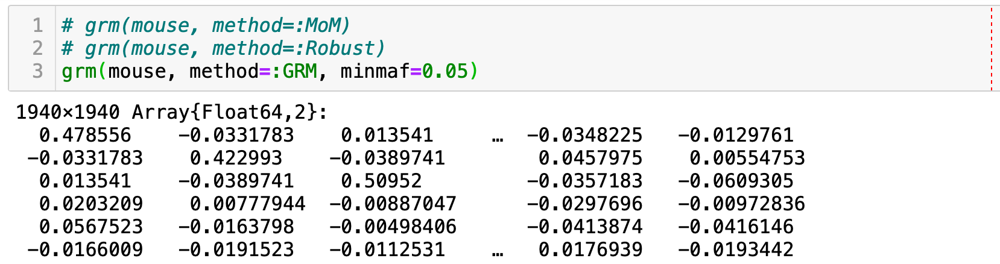 1 # grm(mouse, method=:MoM)
2 # grm(mouse, method=:Robust)
3 grm(mouse, method=:GRM, minmaf=0.05)
1940×1940 Array{Float64,2}:
0.478556 −0.0331783 0.013541 … −0.0348225 −0.0129761
−0.0331783 0.422993 −0.0389741 0.0457975 0.00554753
0.013541 −0.0389741 0.50952 −0.0357183 −0.0609305
0.0203209 0.00777944 −0.00887047 −0.0297696 −0.00972836
0.0567523 −0.0163798 −0.00498406 −0.0413874 −0.0416146
−0.0166009 −0.0191523 −0.0112531 … 0.0176939 −0.0193442